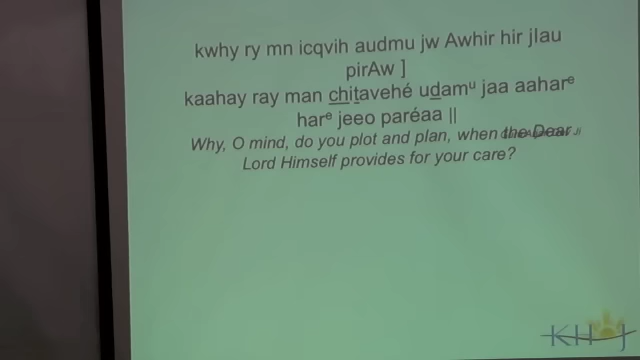 kwhy ry mn icqvih audmu jw Awhir hir jIau
pirAw ]
kaahay ray man chitavehé udamᵘ jaa aaharᵉ
harᵉ jeeo paréaa ||
Why, O mind, do you plot and plan, when the Dear
Lord Himself provides for your care?
KHOJ